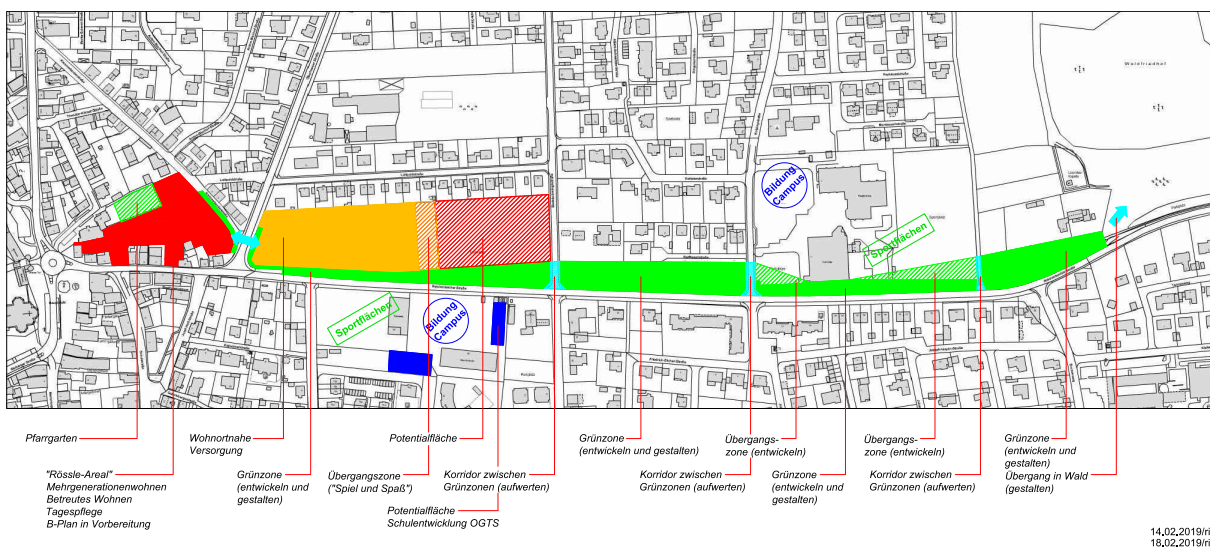 Waldfriedhof
Bildung
Campus
Sportflächen
Sportflächen
Bildung
Campus
Pfarrgarten
Wohnortnahe
Versorgung
Potentialfläche
Grünzone
(entwickeln und gestalten)
Übergangs-
zone (entwickeln)
Übergangs-
zone (entwickeln)
Grünzone
(entwickeln und
gestalten)
Übergang in Wald
(gestalten)
"Rössle-Areal"
Mehrgenerationenwohnen
Betreutes Wohnen
Tagespflege
B-Plan in Vorbereitung
Grünzone
(entwickeln und
gestalten)
Übergangszone
("Spiel und Spaß")
Korridor zwischen
Grünzonen (aufwerten)
Potentialfläche
Schulentwicklung OGTS
Korridor zwischen
Grünzonen (aufwerten)
Grünzone
(entwickeln und
gestalten)
Korridor zwischen
Grünzonen (aufwerten)
14.02.2019/ri
18.02.2019/ri